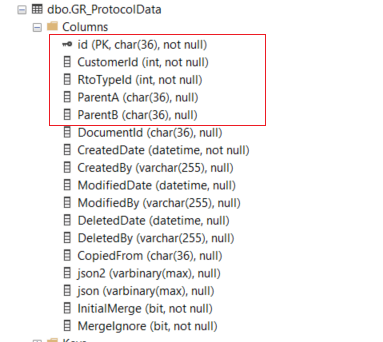 dbo.GR_ProtocolData
Columns
id (PK, char(36), not null)
CustomerId (int, not null)
RtoTypeId (int, not null)
ParentA (char(36), null)
ParentB (char(36), null)
DocumentId (char(36), null)
CreatedDate (datetime, not null)
CreatedBy (varchar(255), null)
ModifiedDate (datetime, null)
ModifiedBy (varchar(255), null)
DeletedDate (datetime, null)
DeletedBy (varchar(255), null)
CopiedFrom (char(36), null)
json2 (varbinary(max), null)
json (varbinary(max), null)
InitialMerge (bit, not null)
MergeIgnore (bit, not null)